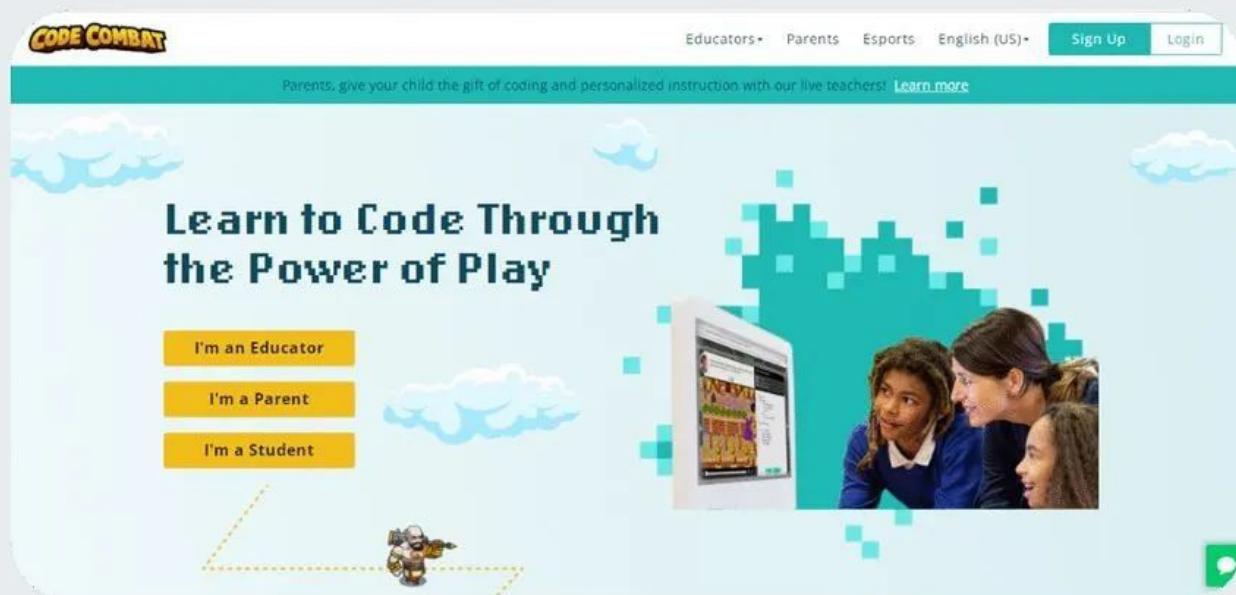 CODE COMBAT
Educators Parents Esports English (US) Sign Up Login
Parents, give your child the gift of coding and personalized instruction with our live teachers! Learn more
Learn to Code Through
the Power of Play
I'm an Educator
I'm a Parent
I'm a Student